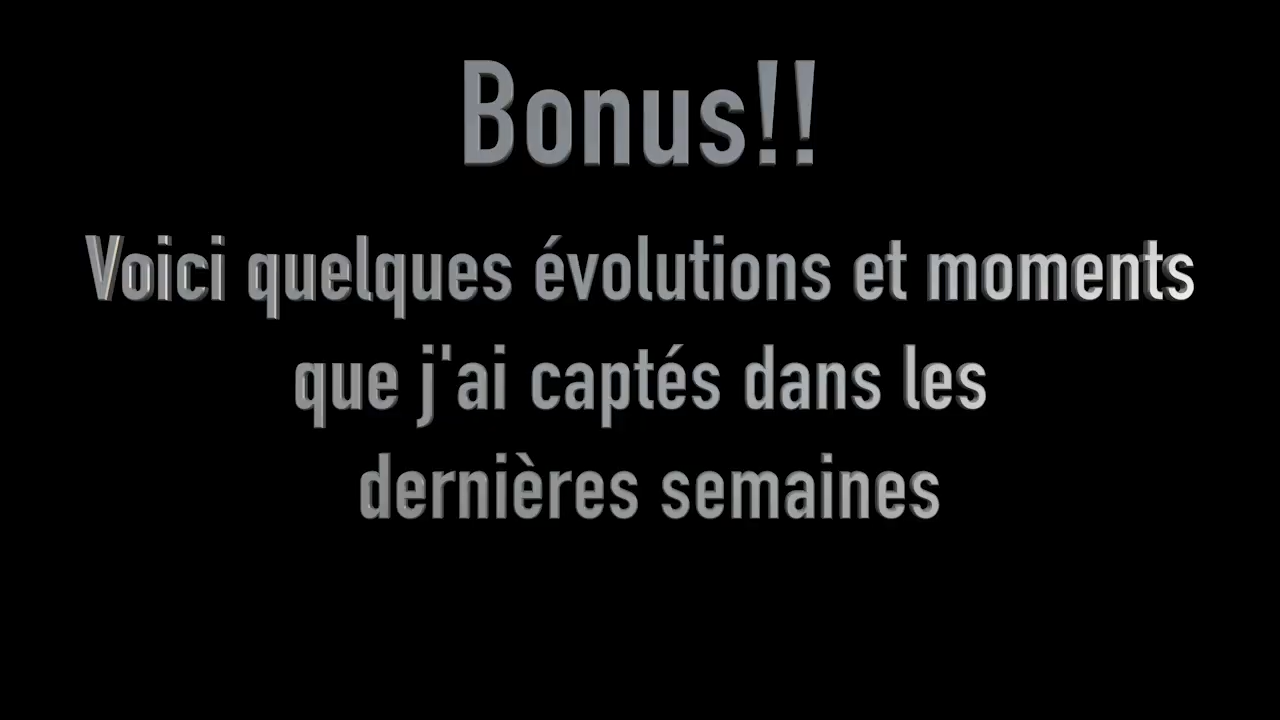 Bonus!!
Voici quelques évolutions et moments
que j'ai captés dans les
dernières semaines